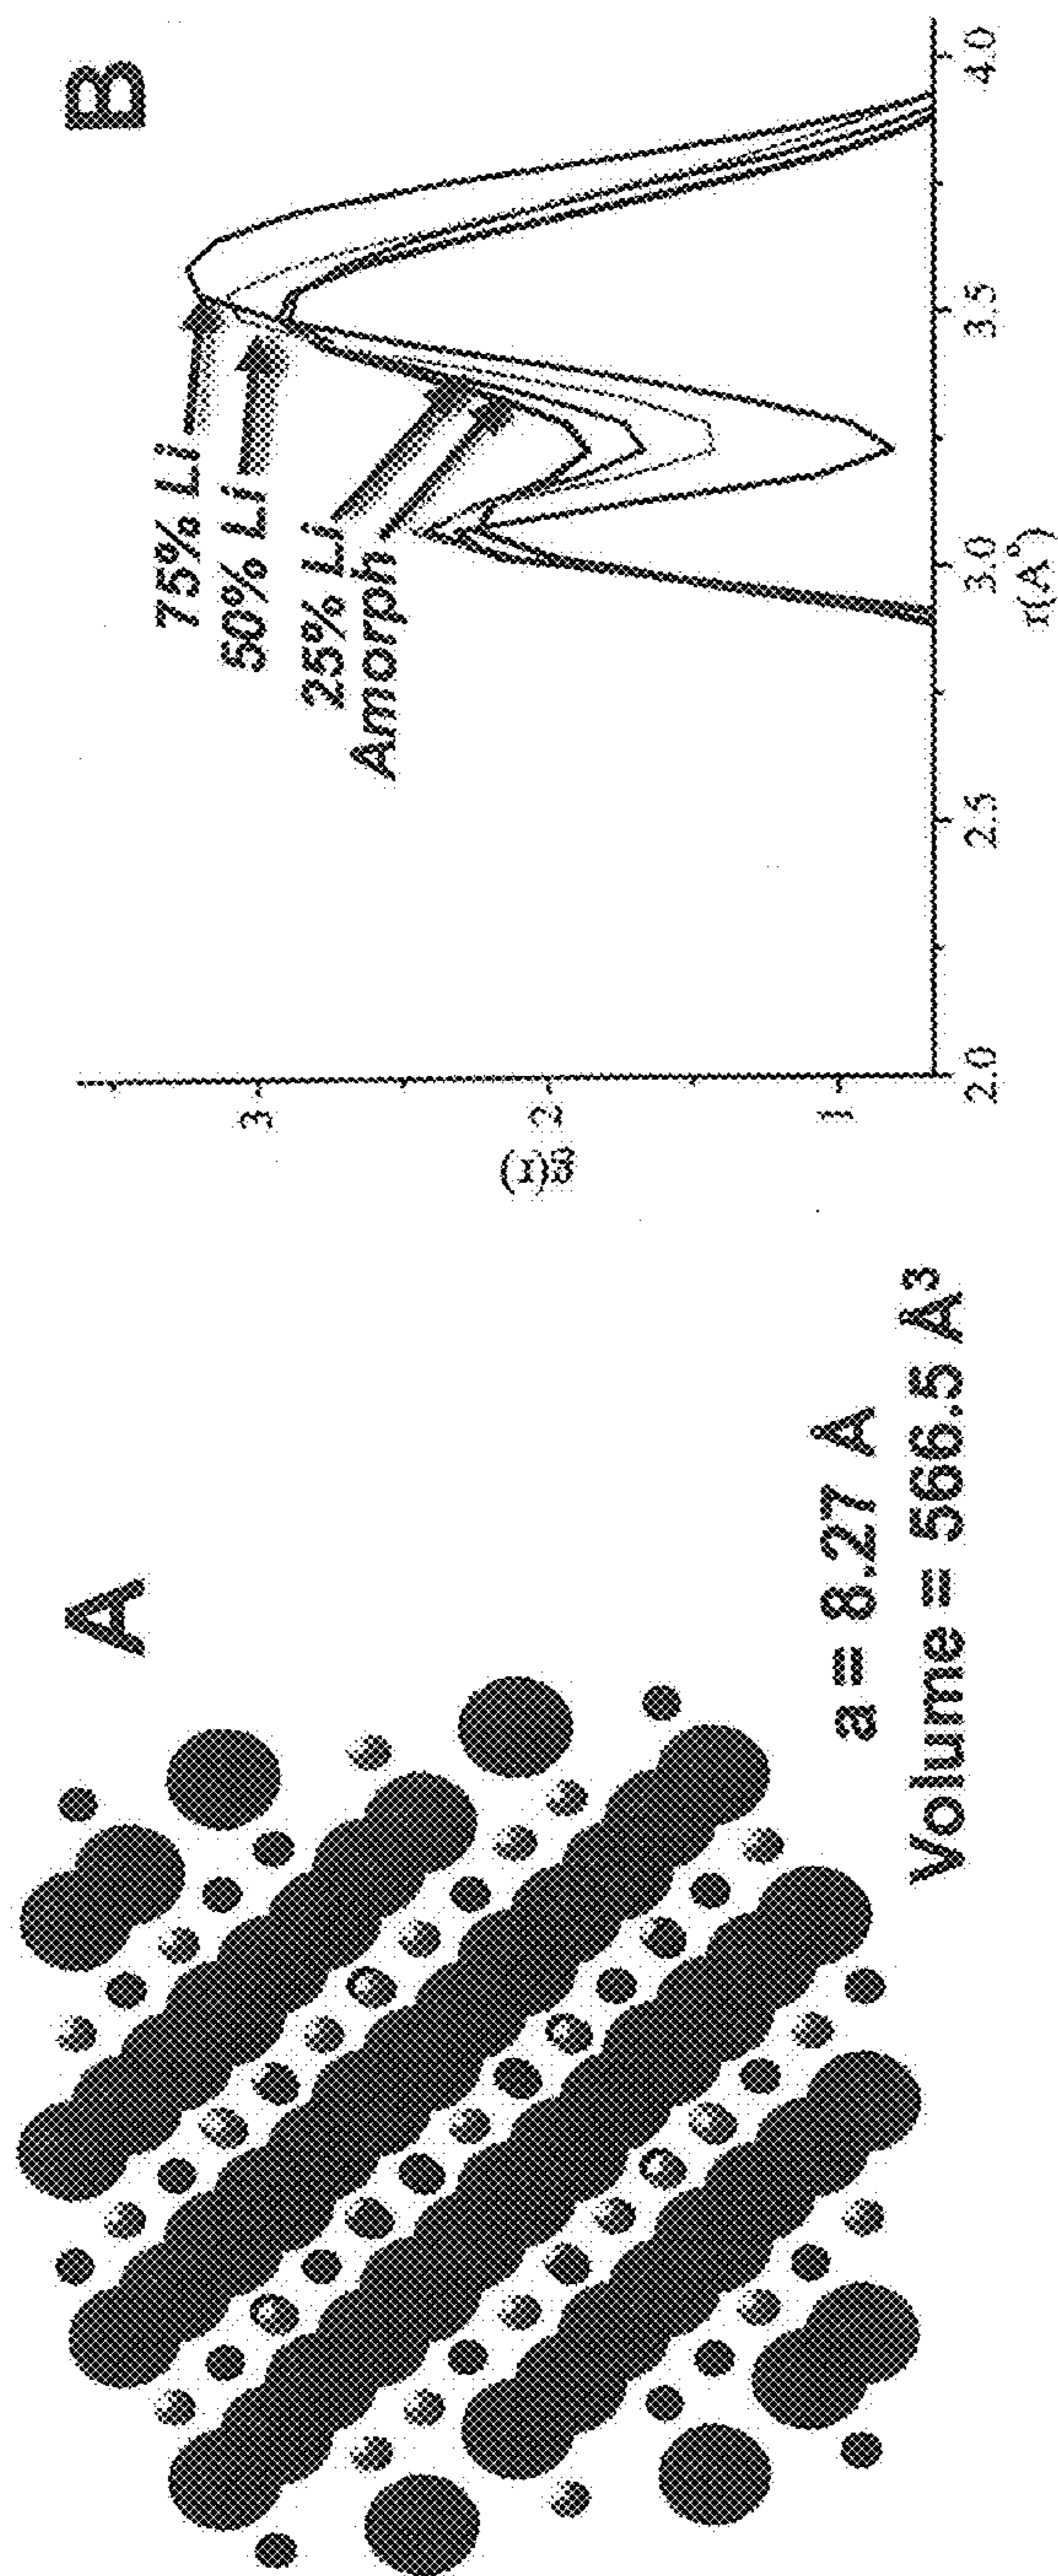 A
a = 8.27 Å
Volume = 566.5 Å³
B
75% Li
50% Li
25% Li
Amorph
g(r)
3
2
1
2.0
2.5
3.0
3.5
4.0
r(A°)